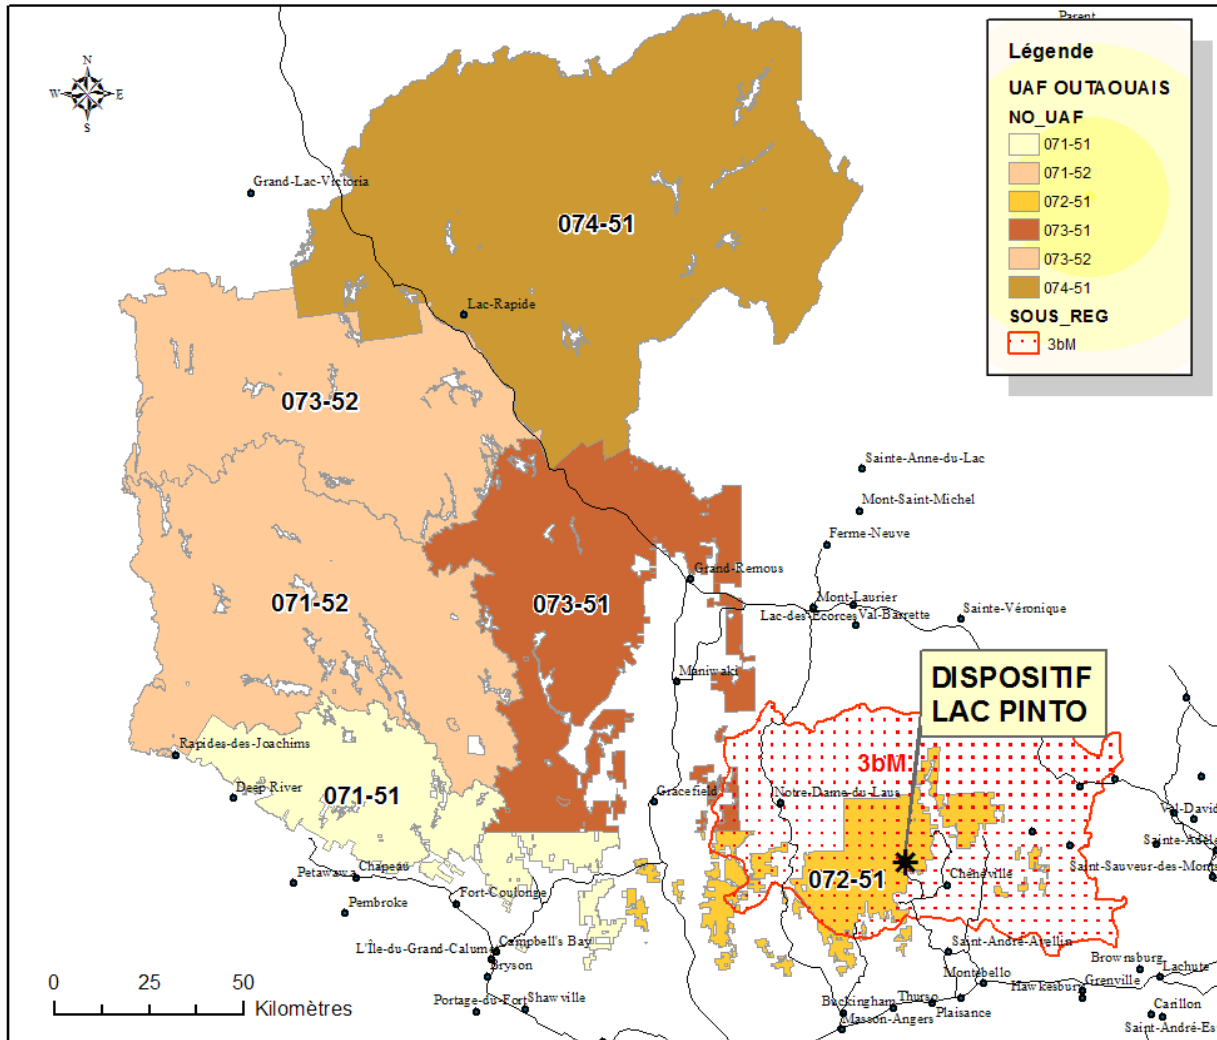 Parent
N
W
E
S
Légende
UAF OUTAOUAIS
NO_UAF
071-51
071-52
072-51
073-51
073-52
074-51
SOUS_REG
3bM
Grand-Lac-Victoria
074-51
Lac-Rapide
073-52
Sainte-Anne-du-Lac
Mont-Saint-Michel
Ferme-Neuve
Grand-Remous
071-52
073-51
Mont-Laurier
Lac-des-Ecorces
Val-Barrette
Sainte-Véronique
Maniwaki
DISPOSITIF
LAC PINTO
Rapides-des-Joachims
3bM
Deep River
071-51
Gracefield
Notre-Dame-du-Laus
Val-David
Sainte-Adèle
Saint-Sauveur-des-Monts
Petawawa
Chapeau
072-51
Chénéville
Fort-Coulonge
Pembroke
L'Île-du-Grand-Calume
Campbell's Bay
Bryson
Saint-André-Avellin
Brownsburg
Montebello
Hawkesbury
Grenville
Lachute
0
25
50
Kilomètres
Portage-du-Fort
Shawville
Buckingham
Thurso
Plaisance
Masson-Angers
Carillon
Saint-André-Es